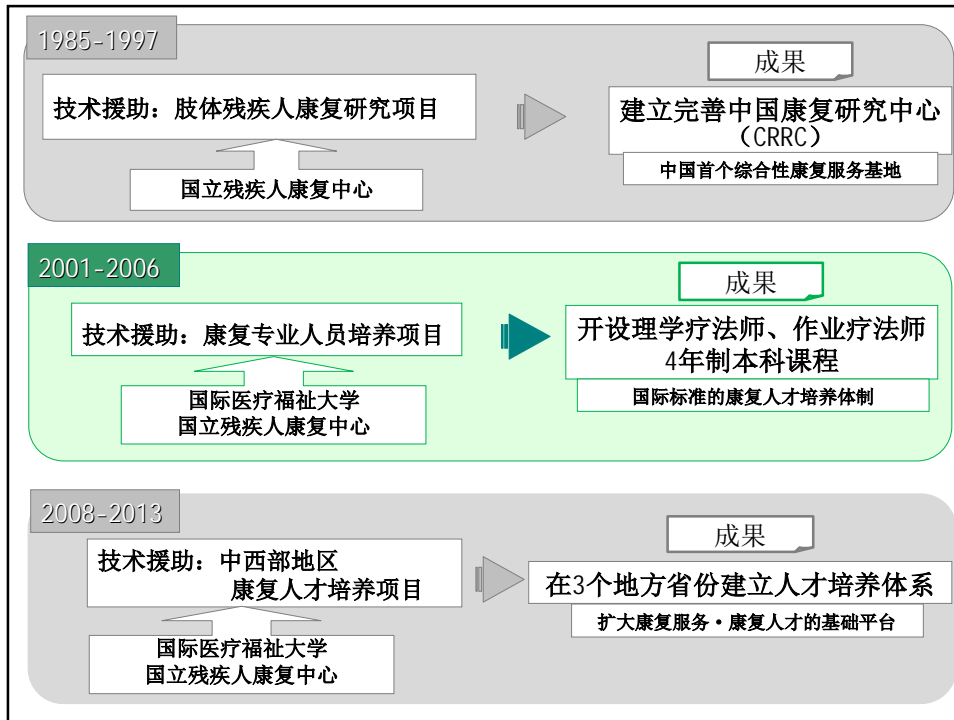 1985-1997
成果
技术援助：肢体残疾人康复研究项目
建立完善中国康复研究中心
（CRRC）
中国首个综合性康复服务基地
国立残疾人康复中心
2001-2006
成果
技术援助：康复专业人员培养项目
开设理学疗法师、作业疗法师
4年制本科课程
国际标准的康复人才培养体制
国际医疗福祉大学
国立残疾人康复中心
2008-2013
成果
技术援助：中西部地区
康复人才培养项目
在3个地方省份建立人才培养体系
扩大康复服务·康复人才的基础平台
国际医疗福祉大学
国立残疾人康复中心